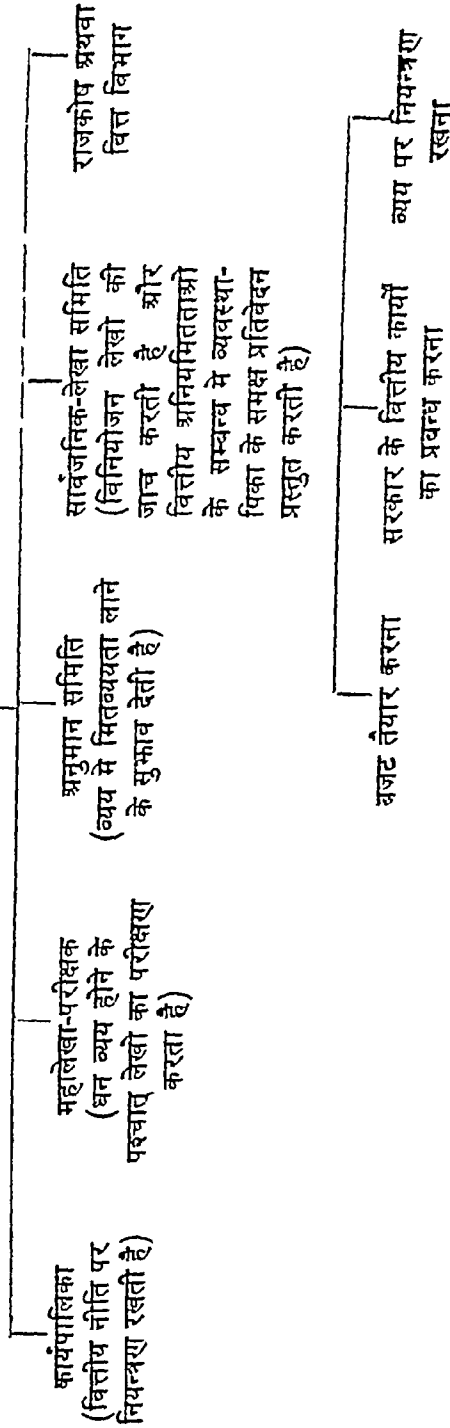 कार्यपालिका
(वित्तीय नीति पर
नियन्त्रण रखती है)
महालेखा-परीक्षक
(धन व्यय होने के
पश्चात् लेखो का परीक्षण
करता है)
अनुमान समिति
(व्यय मे मितव्ययता लाने
के सुझाव देती है)
सार्वजनिक-लेखा समिति
(विनियोजन लेखो की
जाच करती है और
वित्तीय अनियमितताओ
के सम्बन्ध मे व्यवस्था-
पिका के समक्ष प्रतिवेदन
प्रस्तुत करती है)
राजकोष अथवा
वित्त विभाग
बजट तैयार करना
सरकार के वित्तीय कार्यों
का प्रबन्ध करना
व्यय पर नियन्त्रण
रखना